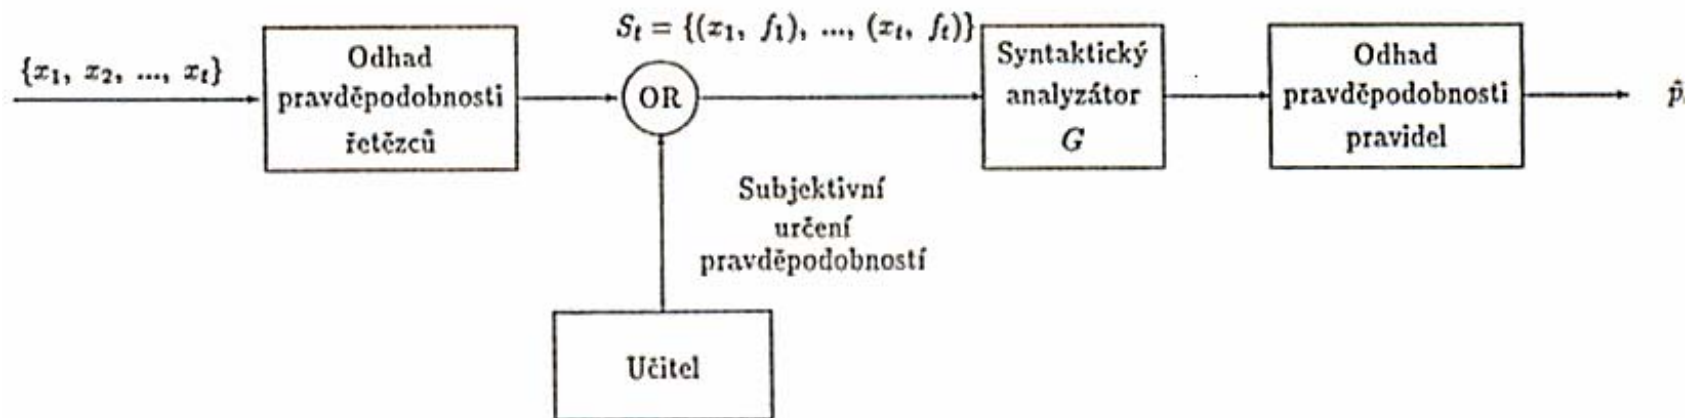 {x₁, x₂, ..., xₜ}
Odhad
pravděpodobnosti
řetězců
Sₜ = {(x₁, f₁), ..., (xₜ, fₜ)}
OR
Syntaktický
analyzátor
G
Odhad
pravděpodobnosti
pravidel
Subjektivní
určení
pravděpodobností
Učitel